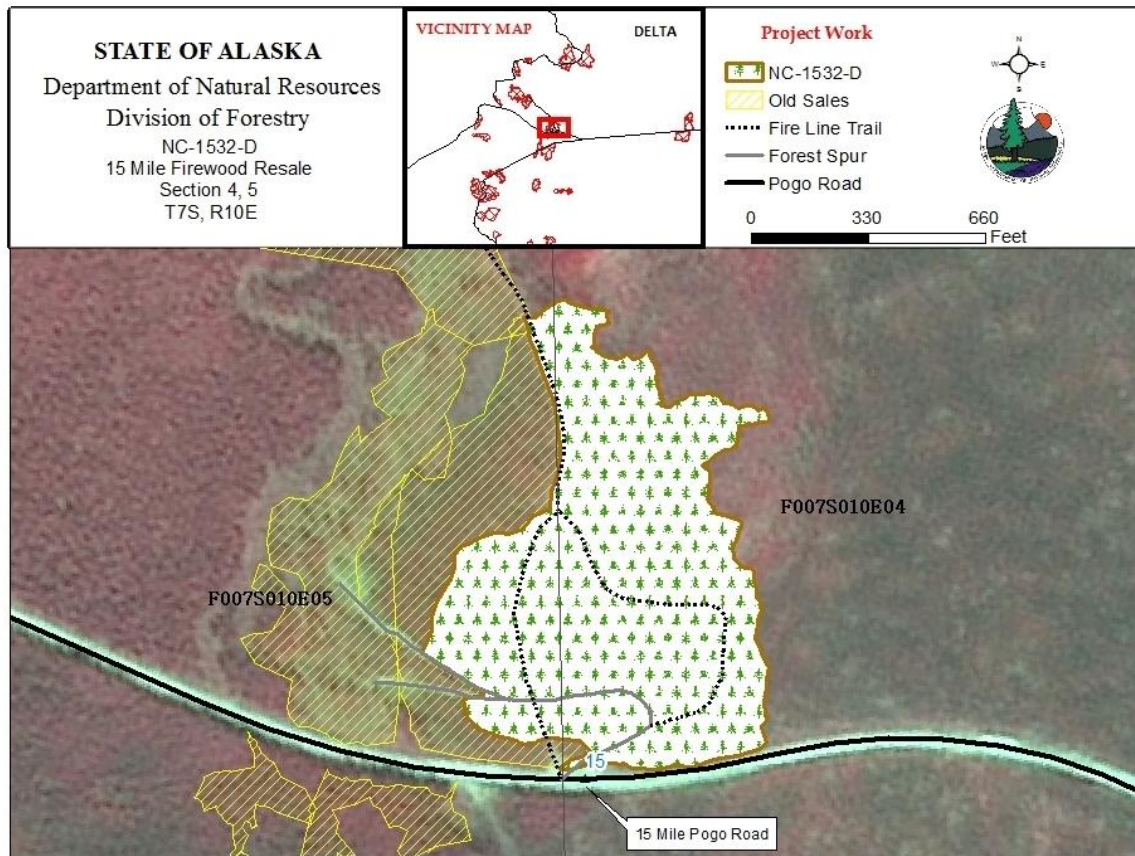 STATE OF ALASKA
Department of Natural Resources
Division of Forestry
NC-1532-D
15 Mile Firewood Resale
Section 4, 5
T7S, R10E
VICINITY MAP
DELTA
Project Work
NC-1532-D
Old Sales
Fire Line Trail
Forest Spur
Pogo Road
N
W
E
S
0 330 660
Feet
F007S010E04
F007S010E05
15
15 Mile Pogo Road